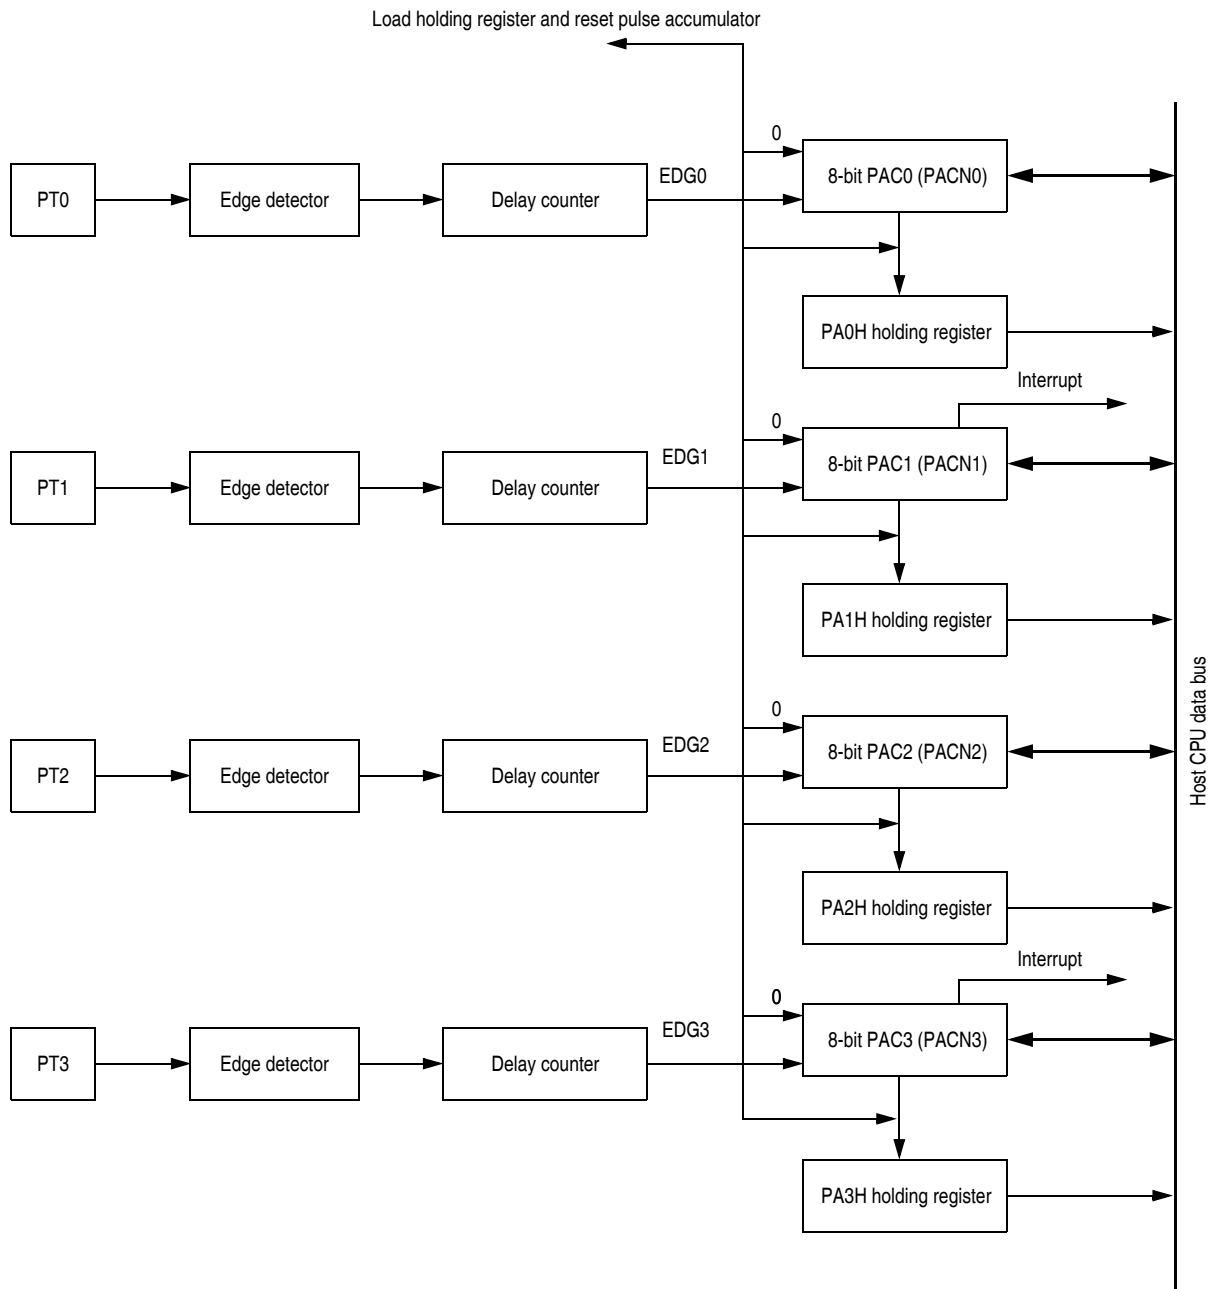 Load holding register and reset pulse accumulator
0
PT0
Edge detector
Delay counter
EDG0
8-bit PAC0 (PACN0)
PA0H holding register
Interrupt
0
PT1
Edge detector
Delay counter
EDG1
8-bit PAC1 (PACN1)
PA1H holding register
Host CPU data bus
0
PT2
Edge detector
Delay counter
EDG2
8-bit PAC2 (PACN2)
PA2H holding register
Interrupt
0
PT3
Edge detector
Delay counter
EDG3
8-bit PAC3 (PACN3)
PA3H holding register